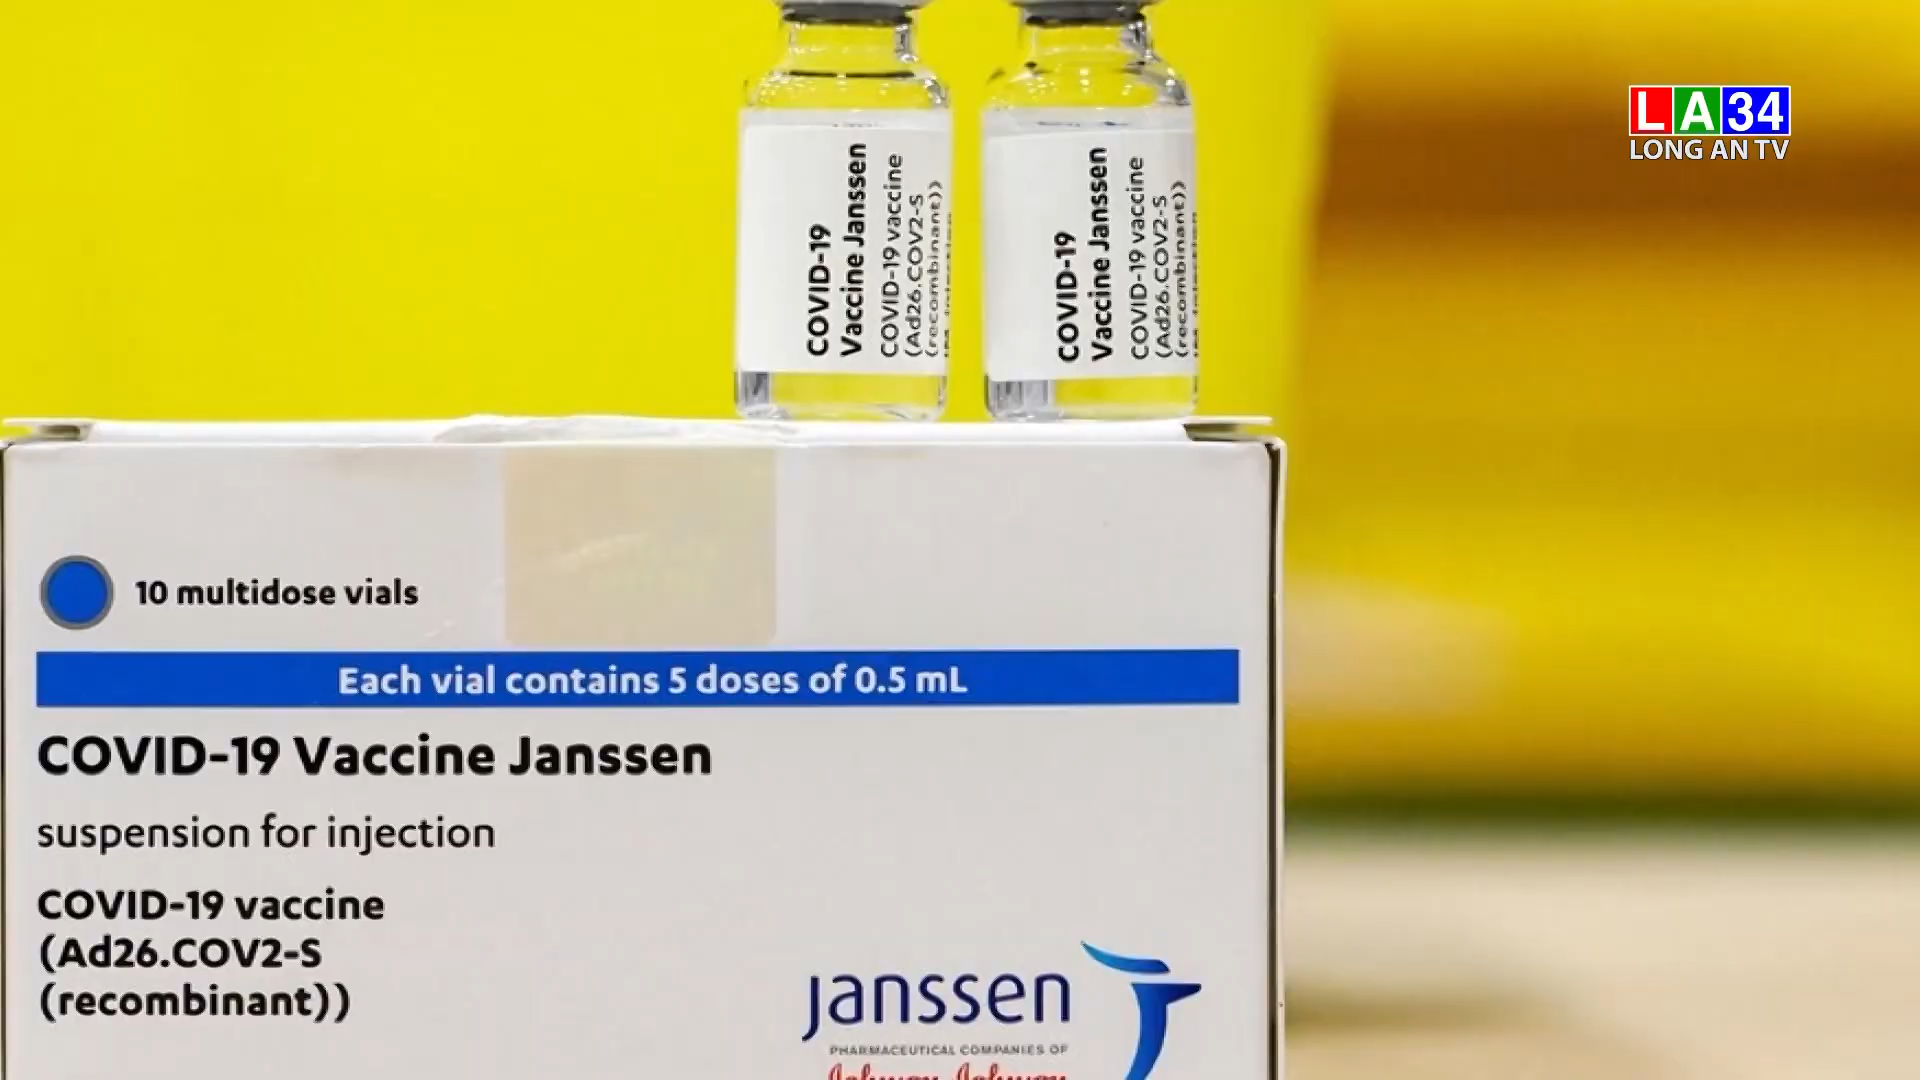 LA34
LONG AN TV
COVID-19
Vaccine Janssen
COVID-19 vaccine
(Ad26.COV2-S
(recombinant))
COVID-19
Vaccine Janssen
COVID-19 vaccine
(Ad26.COV2-S
(recombinant))
10 multidose vials
Each vial contains 5 doses of 0.5 mL
COVID-19 Vaccine Janssen
suspension for injection
COVID-19 vaccine
(Ad26.COV2-S
(recombinant))
janssen
PHARMACEUTICAL COMPANIES OF
Johnson Johnson